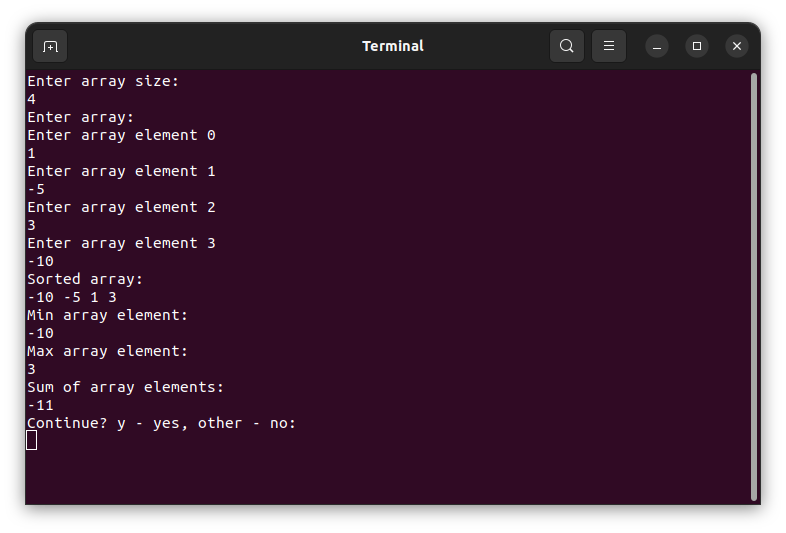 Terminal
Enter array size:
4
Enter array:
Enter array element 0
1
Enter array element 1
-5
Enter array element 2
3
Enter array element 3
-10
Sorted array:
-10 -5 1 3
Min array element:
-10
Max array element:
3
Sum of array elements:
-11
Continue? y - yes, other - no: